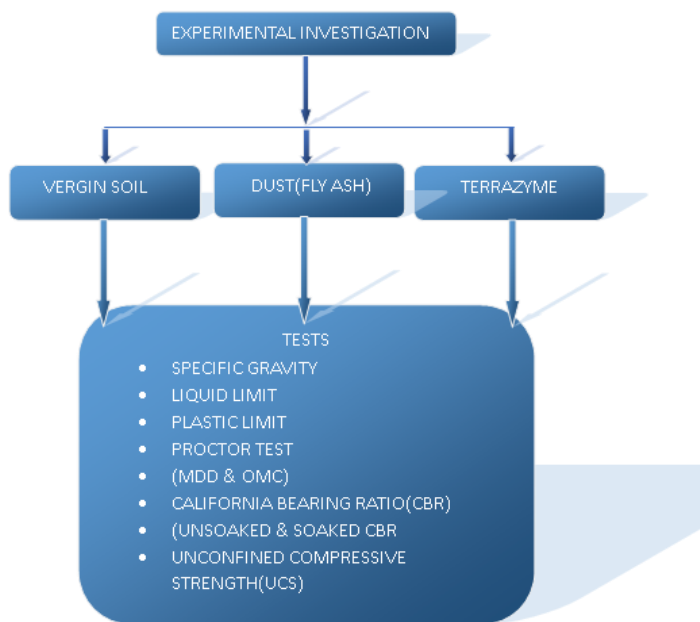 EXPERIMENTAL INVESTIGATION
VERGIN SOIL
DUST(FLY ASH)
TERRAZYME
TESTS
• SPECIFIC GRAVITY
• LIQUID LIMIT
• PLASTIC LIMIT
• PROCTOR TEST
• (MDD & OMC)
• CALIFORNIA BEARING RATIO(CBR)
• (UNSOAKED & SOAKED CBR
• UNCONFINED COMPRESSIVE
STRENGTH(UCS)